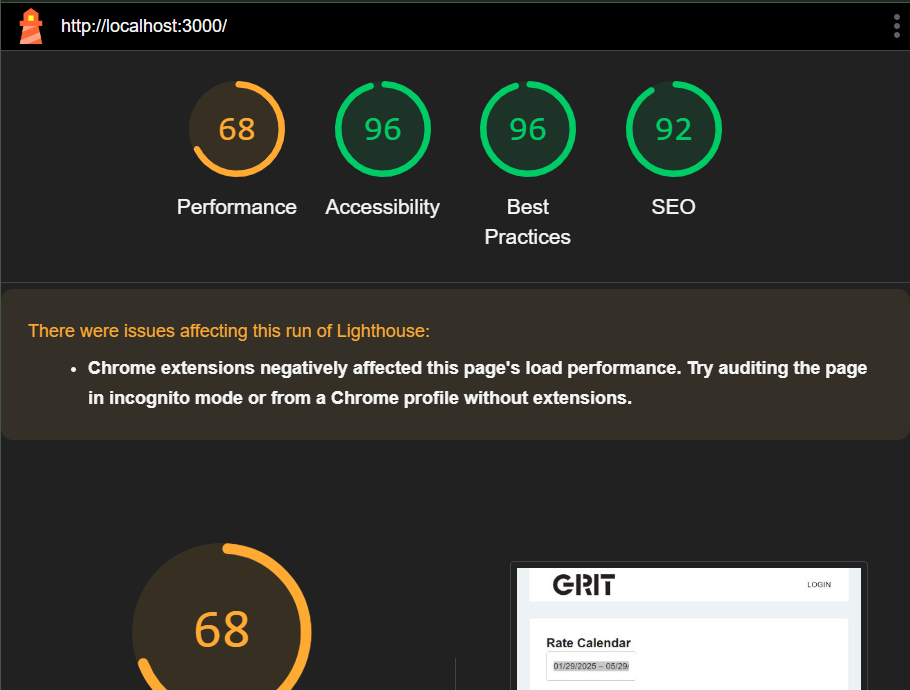 http://localhost:3000/
68
96
96
92
Performance
Accessibility
Best
Practices
SEO
There were issues affecting this run of Lighthouse:
Chrome extensions negatively affected this page's load performance. Try auditing the page
in incognito mode or from a Chrome profile without extensions.
68
GRIT
LOGIN
Rate Calendar
01/29/2025 – 05/29/